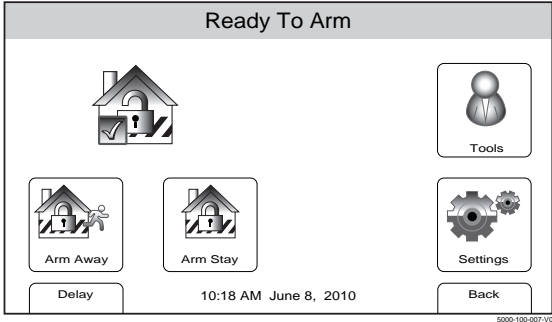 Ready To Arm
Tools
Arm Away
Arm Stay
Settings
Delay
10:18 AM June 8, 2010
Back
5000-100-007-V0